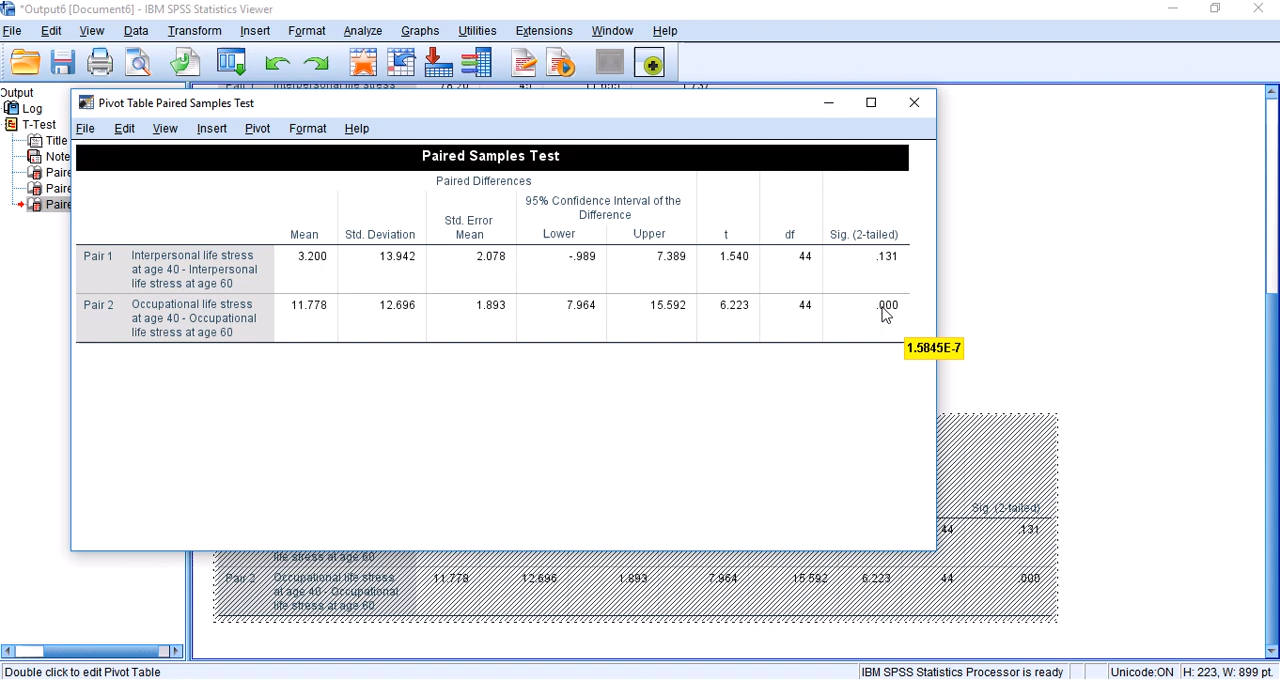 *Output6 [Document6] - IBM SPSS Statistics Viewer
File Edit View Data Transform Insert Format Analyze Graphs Utilities Extensions Window Help
Output
Log
T-Test
Title
Note
Paire
Paire
Paire
Pivot Table Paired Samples Test
File Edit View Insert Pivot Format Help
Paired Samples Test
Paired Differences
95% Confidence Interval of the
Difference
Std. Error
Mean Std. Deviation Mean Lower Upper t df Sig. (2-tailed)
Pair 1 Interpersonal life stress 3.200 13.942 2.078 -.989 7.389 1.540 44 .131
at age 40 - Interpersonal
life stress at age 60
Pair 2 Occupational life stress 11.778 12.696 1.893 7.964 15.592 6.223 44 .000
at age 40 - Occupational
life stress at age 60
1.5845E-7
Sig. (2-tailed)
44 .131
life stress at age 60
Pair 2 Occupational life stress 11.778 12.696 1.893 7.964 15.592 6.223 44 .000
at age 40 - Occupational
life stress at age 60
Double click to edit Pivot Table IBM SPSS Statistics Processor is ready Unicode:ON H: 223, W: 899 pt.